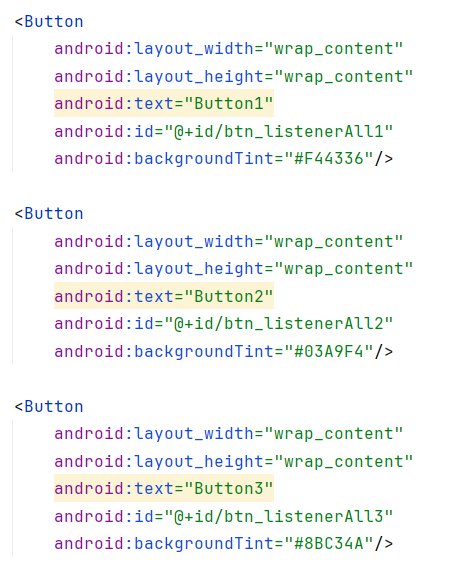 <Button
android:layout_width="wrap_content"
android:layout_height="wrap_content"
android:text="Button1"
android:id="@+id/btn_listenerAll1"
android:backgroundTint="#F44336"/>
<Button
android:layout_width="wrap_content"
android:layout_height="wrap_content"
android:text="Button2"
android:id="@+id/btn_listenerAll2"
android:backgroundTint="#03A9F4"/>
<Button
android:layout_width="wrap_content"
android:layout_height="wrap_content"
android:text="Button3"
android:id="@+id/btn_listenerAll3"
android:backgroundTint="#8BC34A"/>